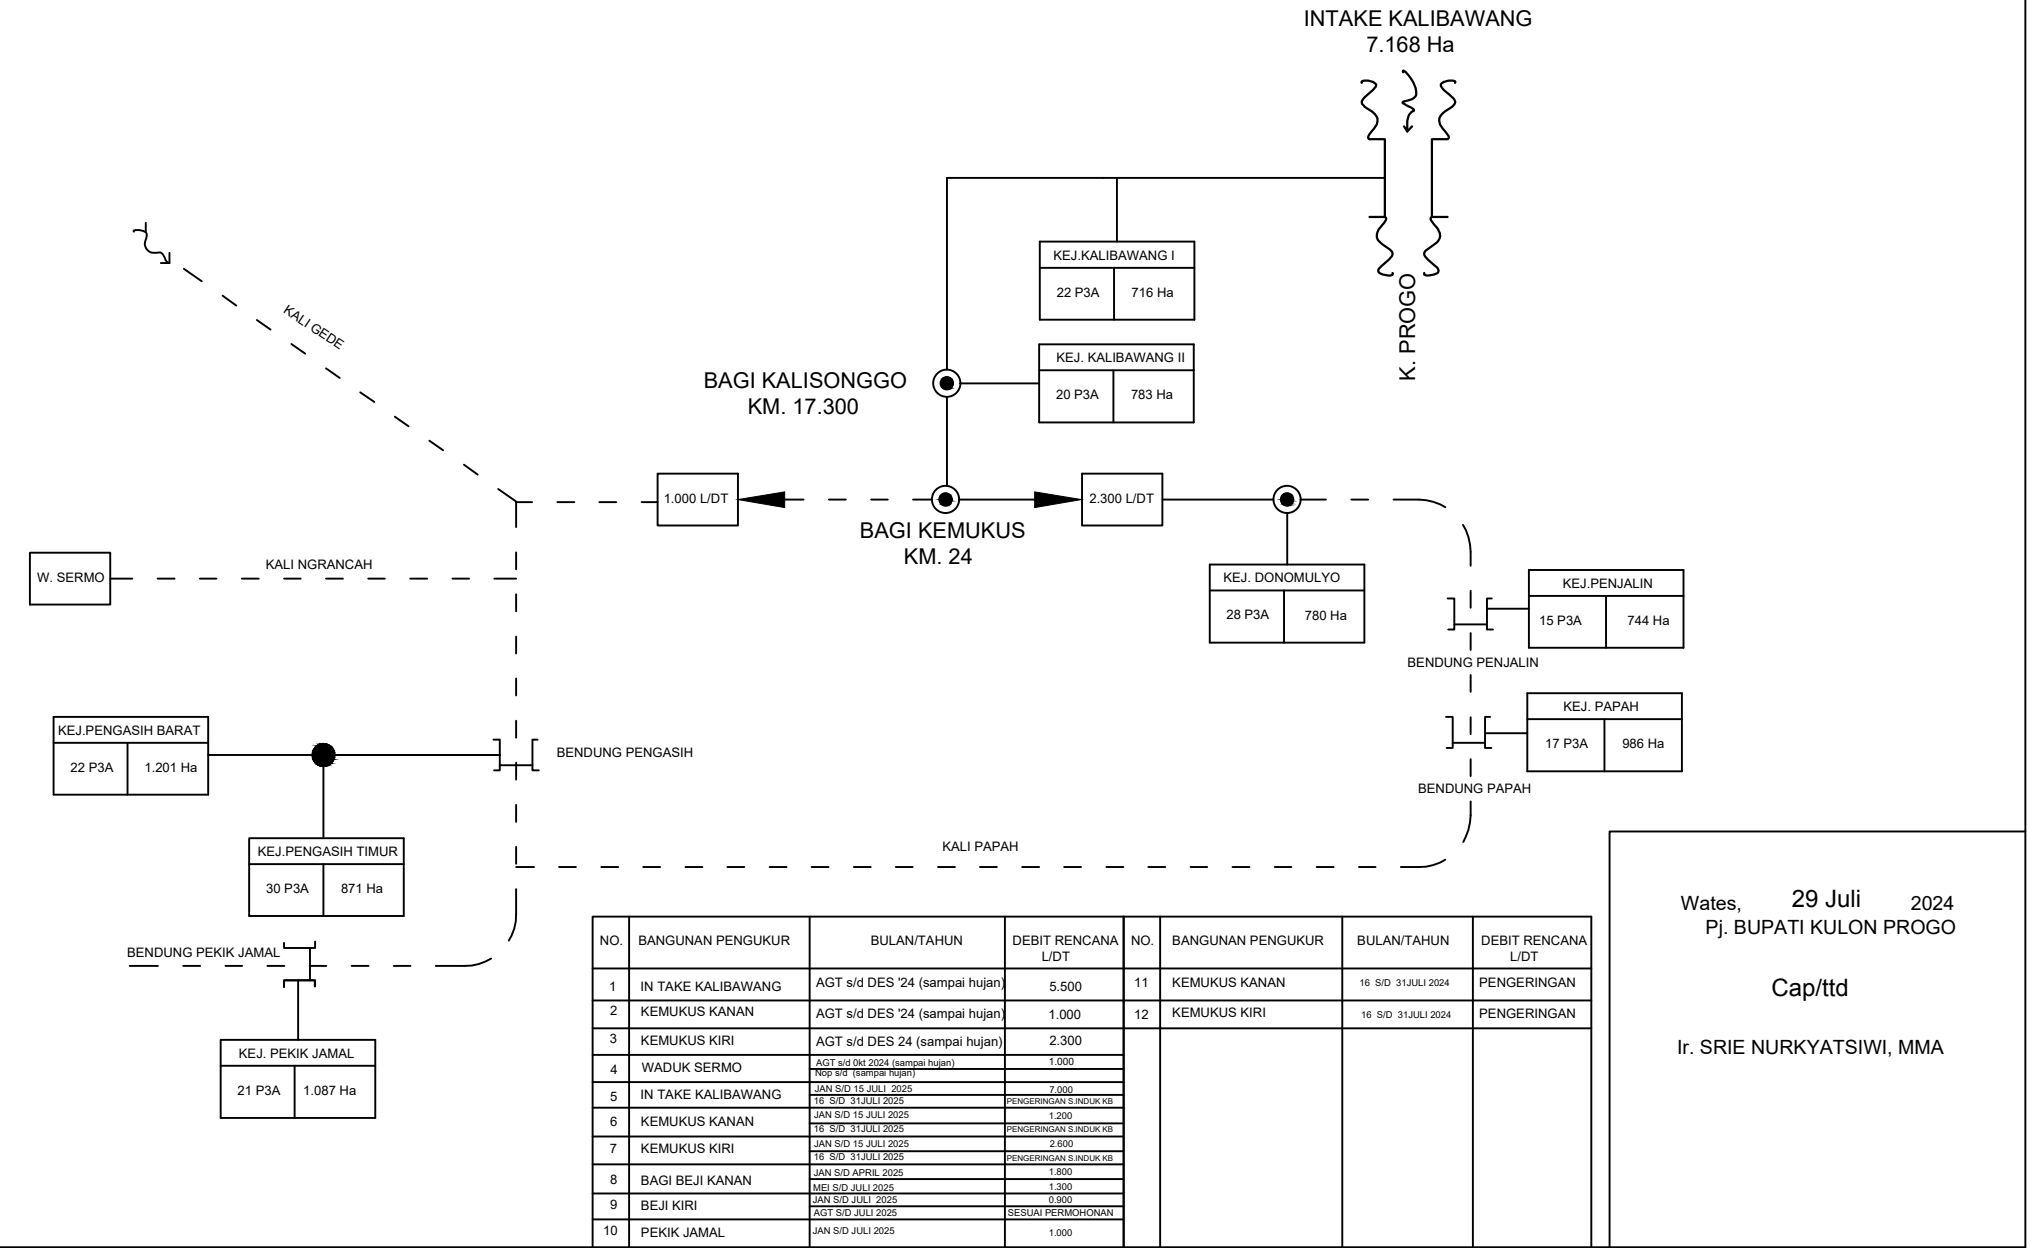 INTAKE KALIBAWANG
7.168 Ha
K. PROGO
KEJ.KALIBAWANG I
22 P3A
716 Ha
KEJ. KALIBAWANG II
20 P3A
783 Ha
KALI GEDE
BAGI KALISONGGO
KM. 17.300
1.000 L/DT
2.300 L/DT
BAGI KEMUKUS
KM. 24
W. SERMO
KALI NGRANCAH
KEJ. DONOMULYO
28 P3A
780 Ha
KEJ.PENJALIN
15 P3A
744 Ha
BENDUNG PENJALIN
KEJ. PAPAH
17 P3A
986 Ha
BENDUNG PAPAH
KEJ.PENGASIH BARAT
22 P3A
1.201 Ha
BENDUNG PENGASIH
KEJ.PENGASIH TIMUR
30 P3A
871 Ha
KALI PAPAH
BENDUNG PEKIK JAMAL
KEJ. PEKIK JAMAL
21 P3A
1.087 Ha
NO. BANGUNAN PENGUKUR BULAN/TAHUN DEBIT RENCANA L/DT
1 IN TAKE KALIBAWANG AGT s/d DES '24 (sampai hujan) 5.500
2 KEMUKUS KANAN AGT s/d DES '24 (sampai hujan) 1.000
3 KEMUKUS KIRI AGT s/d DES 24 (sampai hujan) 2.300
4 WADUK SERMO AGT s/d 0kt 2024 (sampai hujan) 1.000
Nop s/d (sampai hujan)
5 IN TAKE KALIBAWANG JAN S/D 15 JULI 2025 7.000
16 S/D 31JULI 2025 PENGERINGAN S.INDUK KB
6 KEMUKUS KANAN JAN S/D 15 JULI 2025 1.200
16 S/D 31JULI 2025 PENGERINGAN S.INDUK KB
7 KEMUKUS KIRI JAN S/D 15 JULI 2025 2.600
16 S/D 31JULI 2025 PENGERINGAN S.INDUK KB
8 BAGI BEJI KANAN JAN S/D APRIL 2025 1.800
MEI S/D JULI 2025 1.300
9 BEJI KIRI JAN S/D JULI 2025 0.900
AGT S/D JULI 2025 SESUAI PERMOHONAN
10 PEKIK JAMAL JAN S/D JULI 2025 1.000
NO. BANGUNAN PENGUKUR BULAN/TAHUN DEBIT RENCANA L/DT
11 KEMUKUS KANAN 16 S/D 31JULI 2024 PENGERINGAN
12 KEMUKUS KIRI 16 S/D 31JULI 2024 PENGERINGAN
Wates, 29 Juli 2024
Pj. BUPATI KULON PROGO
Cap/ttd
Ir. SRIE NURKYATSIWI, MMA